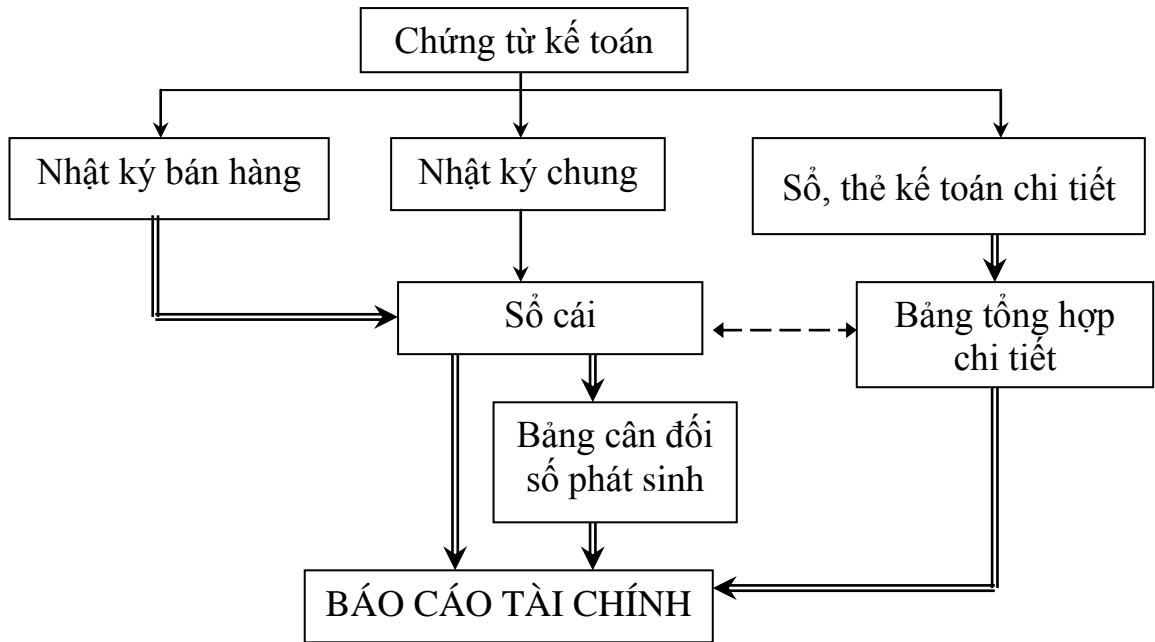 Chứng từ kế toán
Nhật ký bán hàng
Nhật ký chung
Sổ, thẻ kế toán chi tiết
Sổ cái
Bảng tổng hợp
chi tiết
Bảng cân đối
số phát sinh
BÁO CÁO TÀI CHÍNH